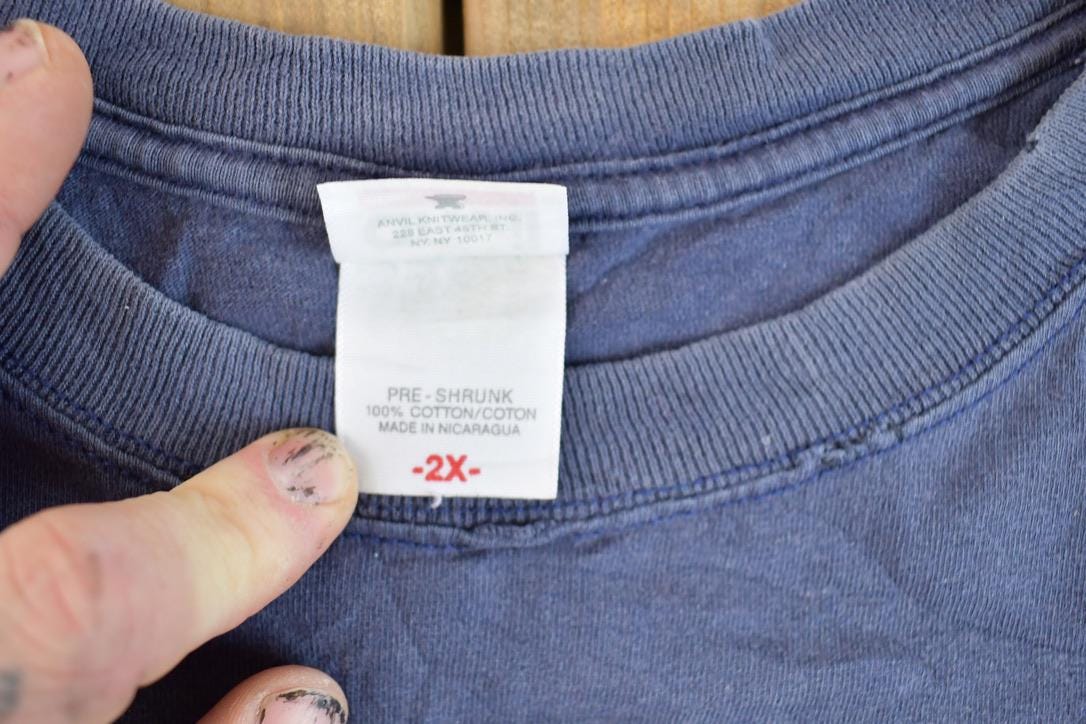 ANVIL KNITWEAR, INC.
228 EAST 45TH ST.
NY, NY 10017
PRE-SHRUNK
100% COTTON/COTON
MADE IN NICARAGUA
-2X-